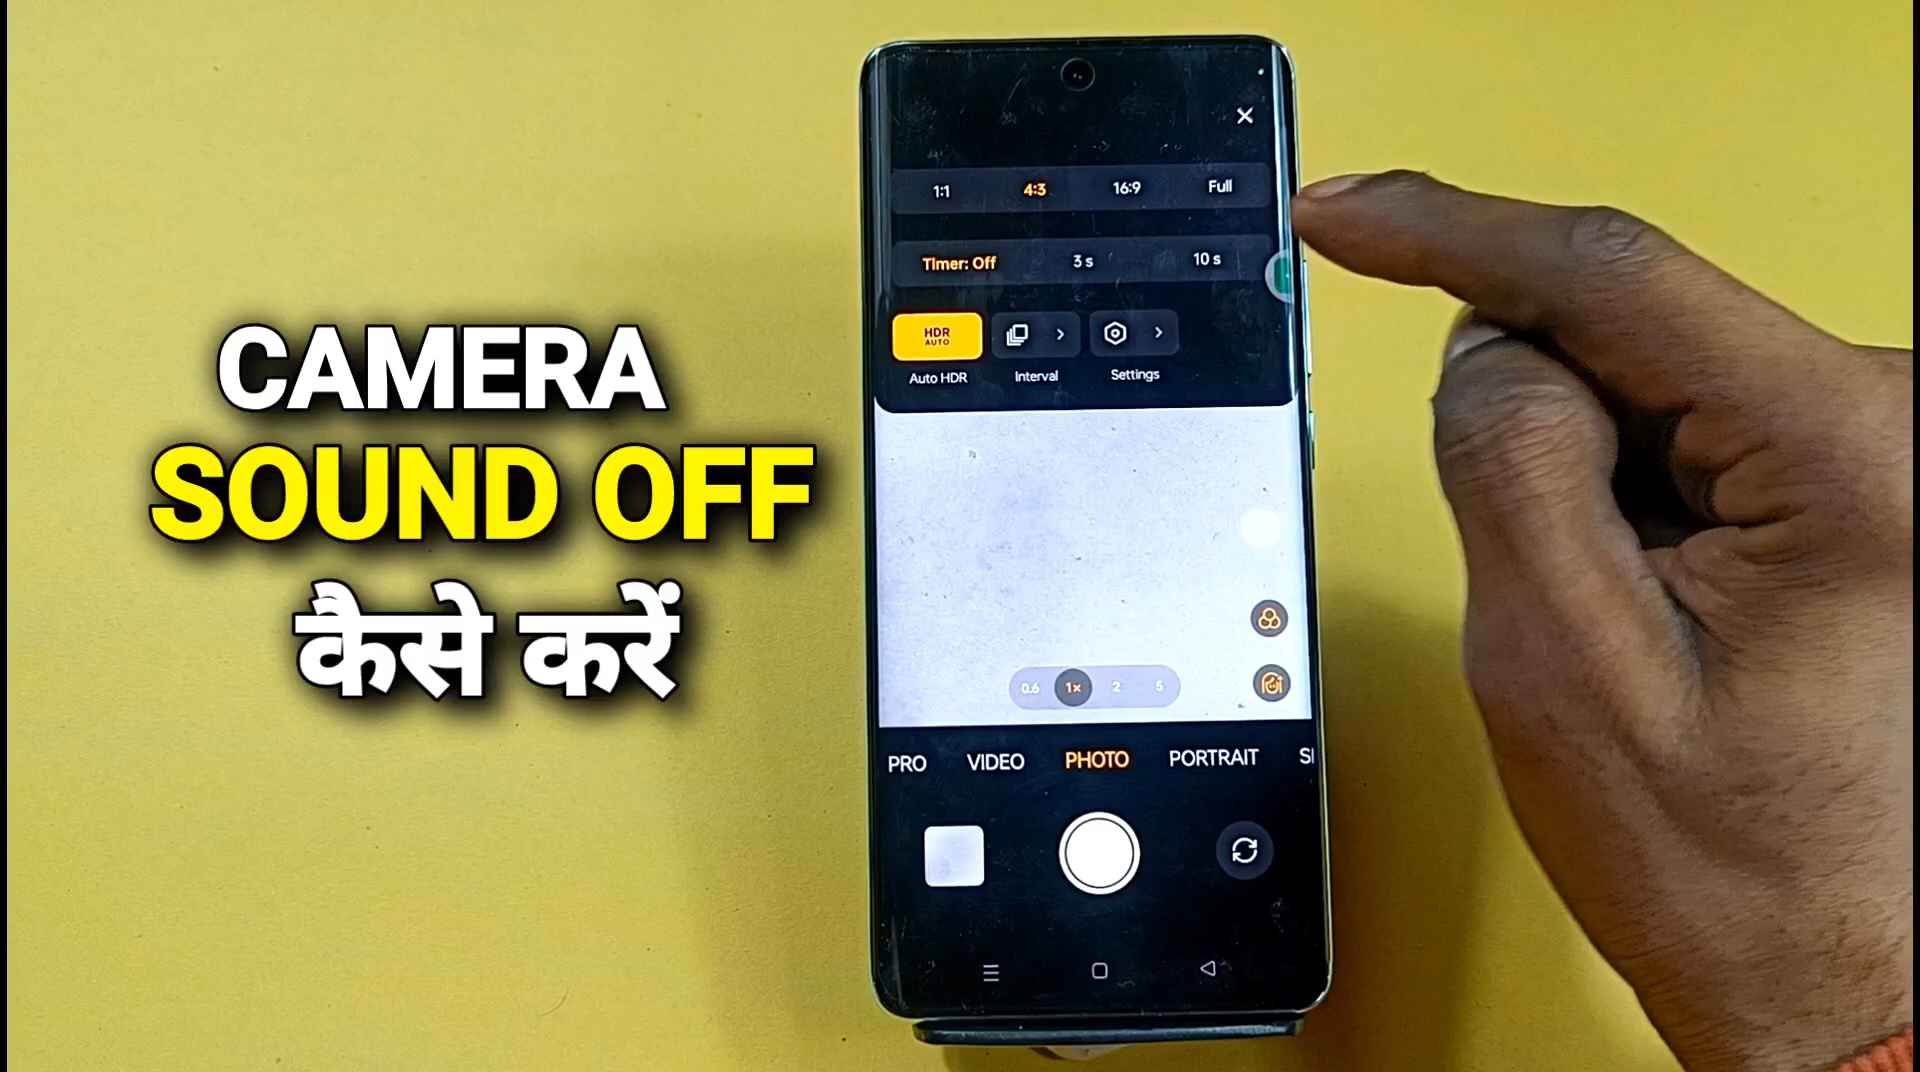 CAMERA
SOUND OFF
कैसे करें
1:1 4:3 16:9 Full
Timer: Off 3 s 10 s
HDR
AUTO
Auto HDR Interval Settings
0.6 1× 2 5
PRO VIDEO PHOTO PORTRAIT